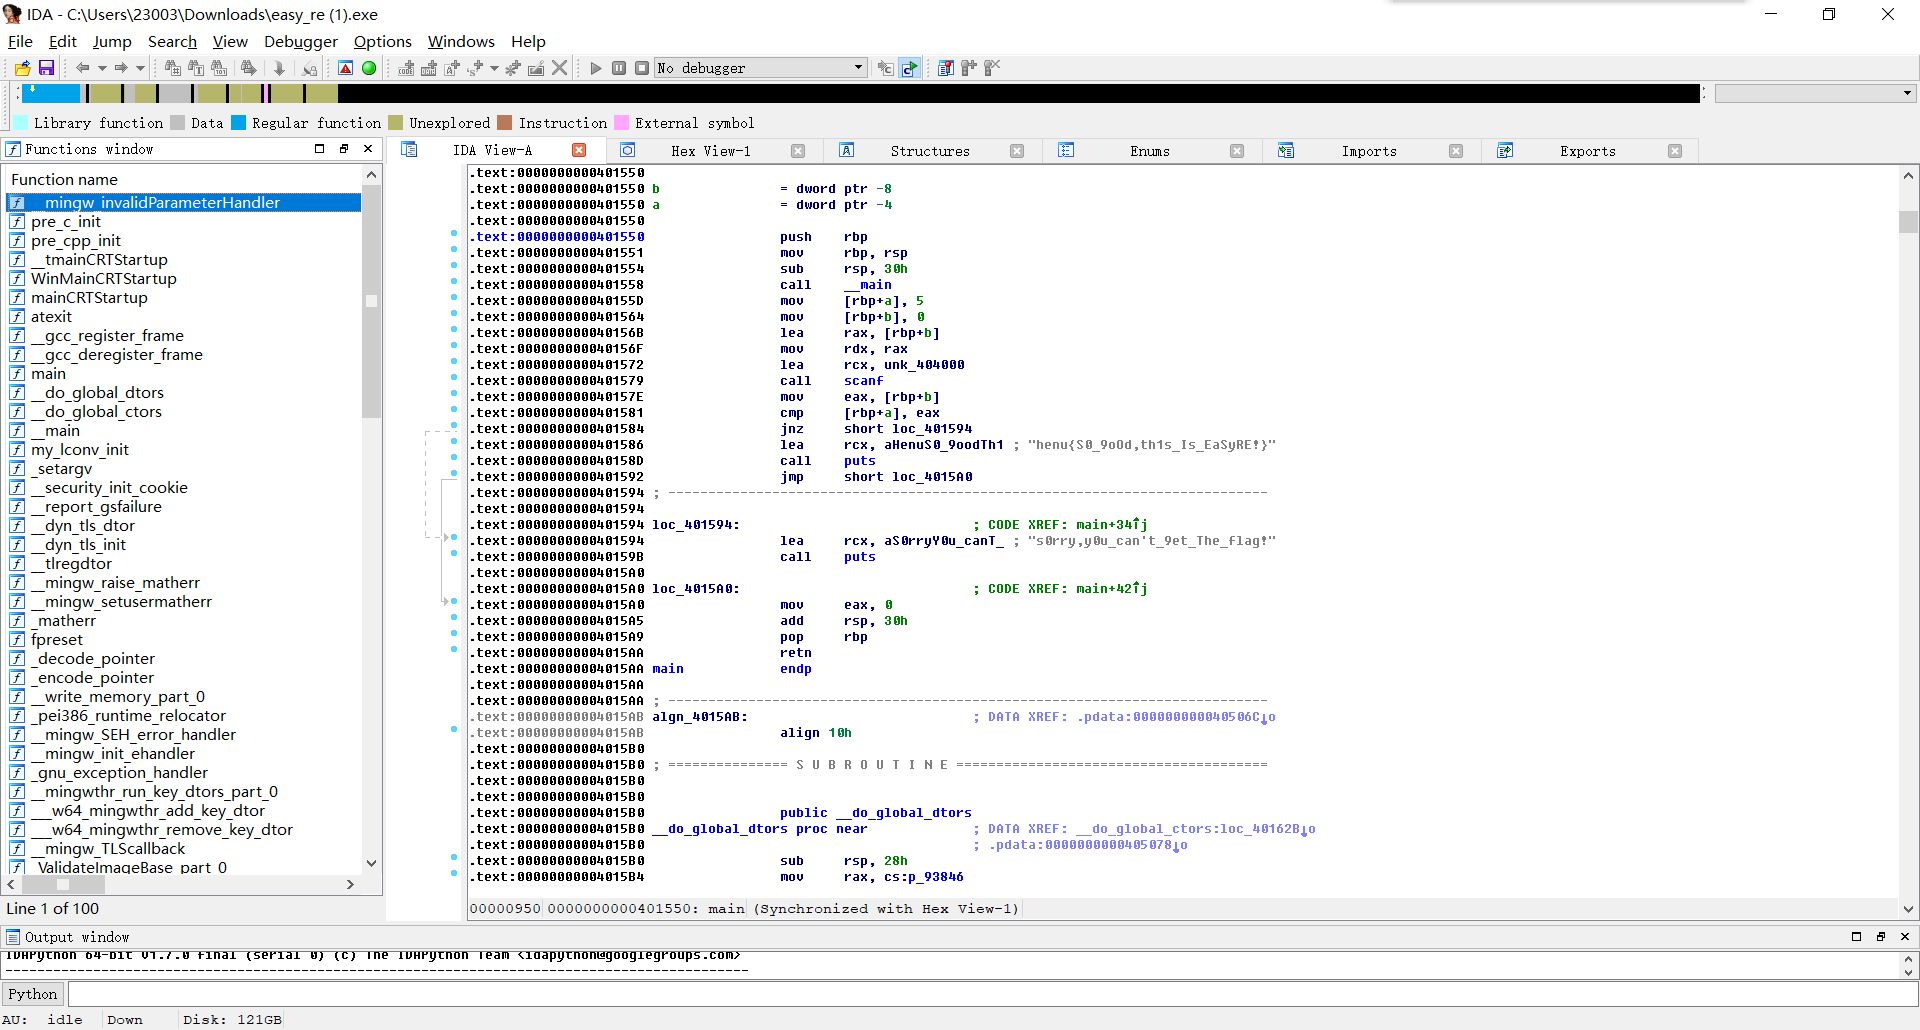 IDA - C:\Users\23003\Downloads\easy_re (1).exe
File Edit Jump Search View Debugger Options Windows Help
No debugger
Library function Data Regular function Unexplored Instruction External symbol
Functions window
IDA View-A Hex View-1 Structures Enums Imports Exports
Function name
__mingw_invalidParameterHandler
pre_c_init
pre_cpp_init
__tmainCRTStartup
WinMainCRTStartup
mainCRTStartup
atexit
__gcc_register_frame
__gcc_deregister_frame
main
__do_global_dtors
__do_global_ctors
__main
my_lconv_init
_setargv
__security_init_cookie
__report_gsfailure
__dyn_tls_dtor
__dyn_tls_init
__tlregdtor
__mingw_raise_matherr
__mingw_setusermatherr
_matherr
fpreset
_decode_pointer
_encode_pointer
__write_memory_part_0
_pei386_runtime_relocator
__mingw_SEH_error_handler
__mingw_init_ehandler
_gnu_exception_handler
__mingwthr_run_key_dtors_part_0
___w64_mingwthr_add_key_dtor
___w64_mingwthr_remove_key_dtor
__mingw_TLScallback
_ValidateImageBase_part_0
Line 1 of 100
.text:0000000000401550
.text:0000000000401550 b = dword ptr -8
.text:0000000000401550 a = dword ptr -4
.text:0000000000401550
.text:0000000000401550 push rbp
.text:0000000000401551 mov rbp, rsp
.text:0000000000401554 sub rsp, 30h
.text:0000000000401558 call __main
.text:000000000040155D mov [rbp+a], 5
.text:0000000000401564 mov [rbp+b], 0
.text:000000000040156B lea rax, [rbp+b]
.text:000000000040156F mov rdx, rax
.text:0000000000401572 lea rcx, unk_404000
.text:0000000000401579 call scanf
.text:000000000040157E mov eax, [rbp+b]
.text:0000000000401581 cmp [rbp+a], eax
.text:0000000000401584 jnz short loc_401594
.text:0000000000401586 lea rcx, aHenuS0_9oodTh1 ; "henu{S0_9oOd,th1s_Is_EaSyRE!}"
.text:000000000040158D call puts
.text:0000000000401592 jmp short loc_4015A0
.text:0000000000401594 ; ---------------------------------------------------------------------------
.text:0000000000401594
.text:0000000000401594 loc_401594: ; CODE XREF: main+34↑j
.text:0000000000401594 lea rcx, aS0rryY0u_canT_ ; "s0rry,y0u_can't_9et_The_flag!"
.text:000000000040159B call puts
.text:00000000004015A0
.text:00000000004015A0 loc_4015A0: ; CODE XREF: main+42↑j
.text:00000000004015A0 mov eax, 0
.text:00000000004015A5 add rsp, 30h
.text:00000000004015A9 pop rbp
.text:00000000004015AA retn
.text:00000000004015AA main endp
.text:00000000004015AA
.text:00000000004015AA ; ---------------------------------------------------------------------------
.text:00000000004015AB algn_4015AB: ; DATA XREF: .pdata:000000000040506C↓o
.text:00000000004015AB align 10h
.text:00000000004015B0
.text:00000000004015B0 ; =============== S U B R O U T I N E =======================================
.text:00000000004015B0
.text:00000000004015B0
.text:00000000004015B0 public __do_global_dtors
.text:00000000004015B0 __do_global_dtors proc near ; DATA XREF: __do_global_ctors:loc_40162B↓o
.text:00000000004015B0 ; .pdata:0000000000405078↓o
.text:00000000004015B0 sub rsp, 28h
.text:00000000004015B4 mov rax, cs:p_93846
00000950 0000000000401550: main (Synchronized with Hex View-1)
Output window
IDAPython 64-bit v1.7.0 final (serial 0) (c) The IDAPython Team <idapython@googlegroups.com>
---------------------------------------------------------------------------------------------
Python
AU: idle Down Disk: 121GB